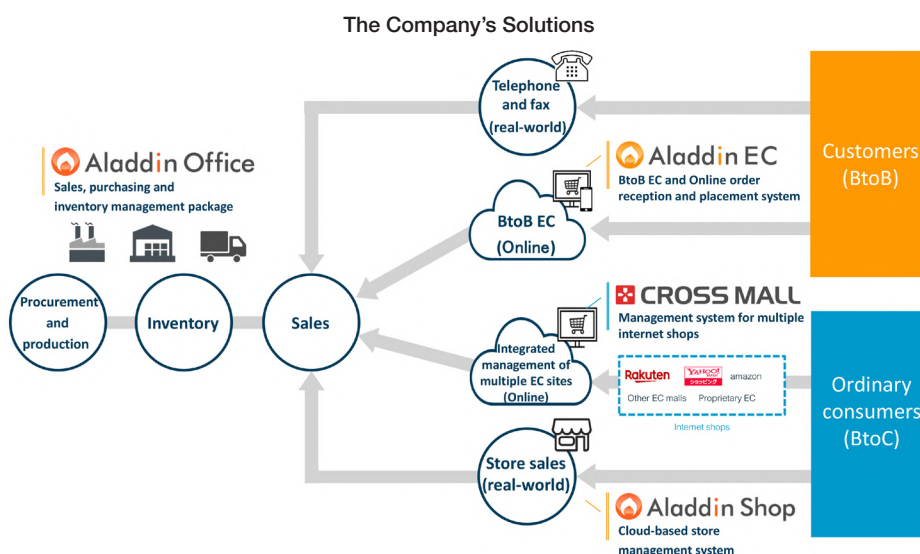 The Company's Solutions
Telephone
and fax
(real-world)
Customers
(BtoB)
Aladdin Office
Sales, purchasing and
inventory management package
Aladdin EC
BtoB EC and Online order
reception and placement system
BtoB EC
(Online)
Procurement
and
production
Inventory
Sales
CROSS MALL
Management system for multiple
internet shops
Integrated
management of
multiple EC sites
(Online)
Rakuten
YAHOO!
JAPAN
ショッピング
amazon
Other EC malls
Proprietary EC
Internet shops
Ordinary
consumers
(BtoC)
Store sales
(real-world)
Aladdin Shop
Cloud-based store
management system